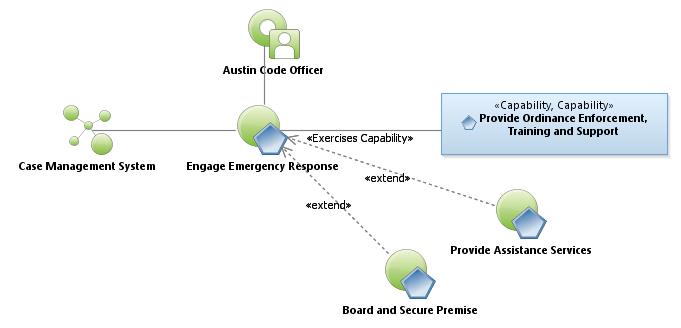 Austin Code Officer
«Capability, Capability»
Provide Ordinance Enforcement,
Training and Support
«Exercises Capability»
Case Management System
Engage Emergency Response
«extend»
«extend»
Provide Assistance Services
Board and Secure Premise